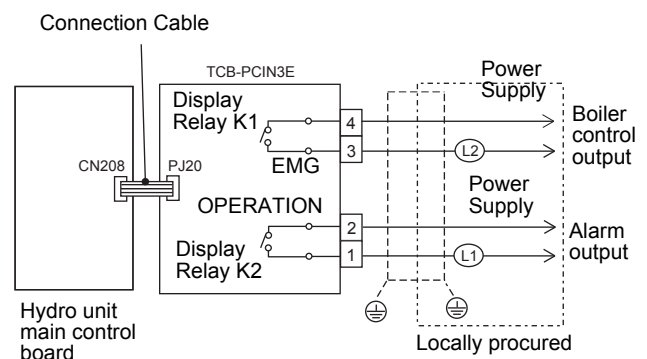 Connection Cable
TCB-PCIN3E
Power
Supply
Display
Relay K1
4
3
EMG
L2
Boiler
control
output
CN208
PJ20
OPERATION
Power
Supply
2
1
Display
Relay K2
L1
Alarm
output
Hydro unit
main control
board
Locally procured